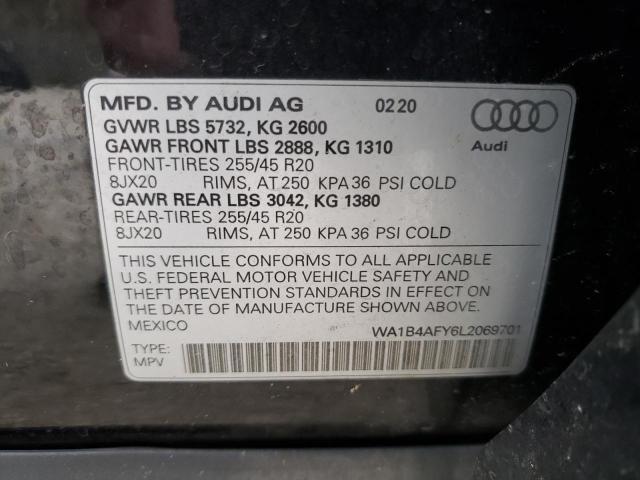 MFD. BY AUDI AG 0220
GVWR LBS 5732, KG 2600
GAWR FRONT LBS 2888, KG 1310
FRONT-TIRES 255/45 R20
8JX20 RIMS, AT 250 KPA 36 PSI COLD
GAWR REAR LBS 3042, KG 1380
REAR-TIRES 255/45 R20
8JX20 RIMS, AT 250 KPA 36 PSI COLD
Audi
THIS VEHICLE CONFORMS TO ALL APPLICABLE
U.S. FEDERAL MOTOR VEHICLE SAFETY AND
THEFT PREVENTION STANDARDS IN EFFECT ON
THE DATE OF MANUFACTURE SHOWN ABOVE.
MEXICO WA1B4AFY6L2069701
TYPE:
MPV